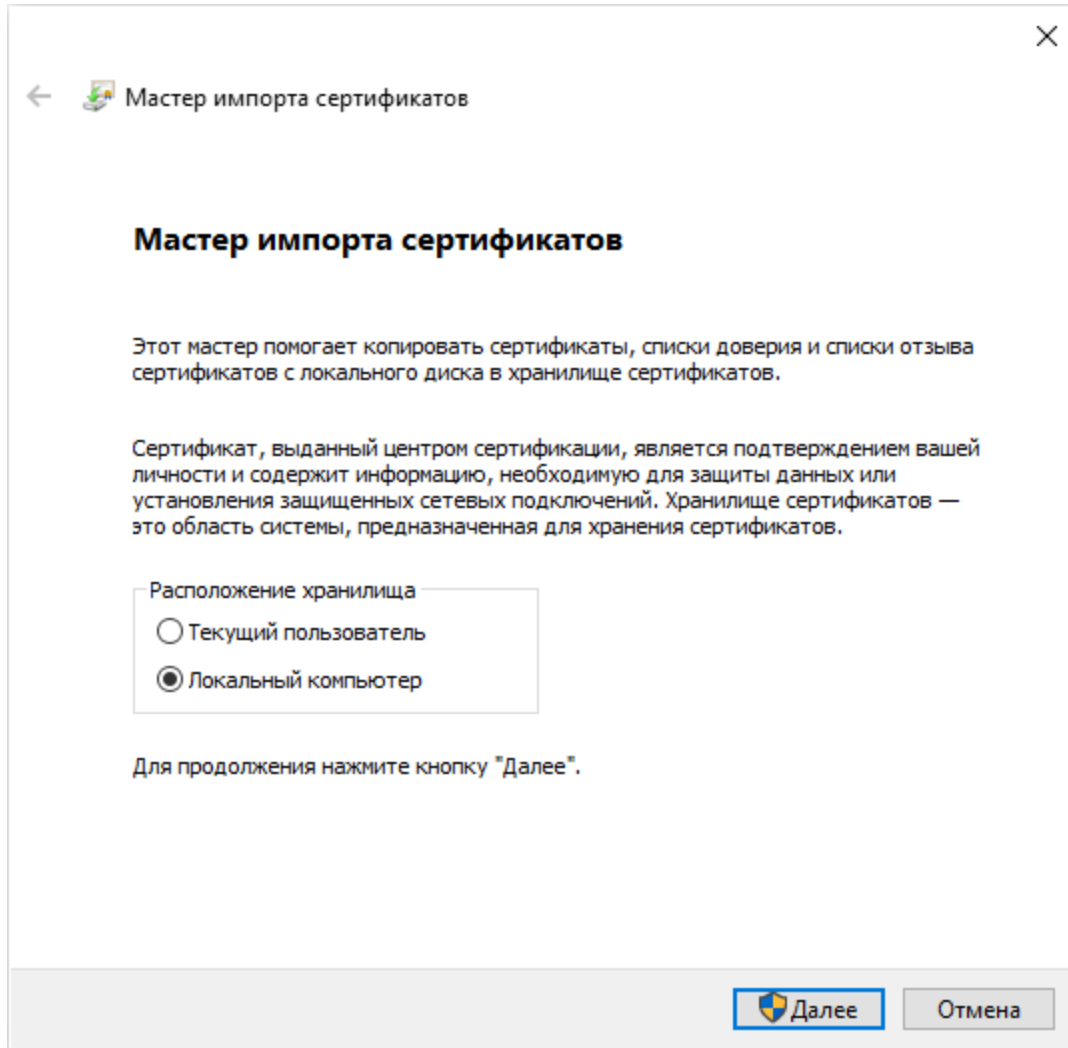 Мастер импорта сертификатов
Мастер импорта сертификатов
Этот мастер помогает копировать сертификаты, списки доверия и списки отзыва
сертификатов с локального диска в хранилище сертификатов.
Сертификат, выданный центром сертификации, является подтверждением вашей
личности и содержит информацию, необходимую для защиты данных или
установления защищенных сетевых подключений. Хранилище сертификатов —
это область системы, предназначенная для хранения сертификатов.
Расположение хранилища
Текущий пользователь
Локальный компьютер
Для продолжения нажмите кнопку "Далее".
Далее
Отмена